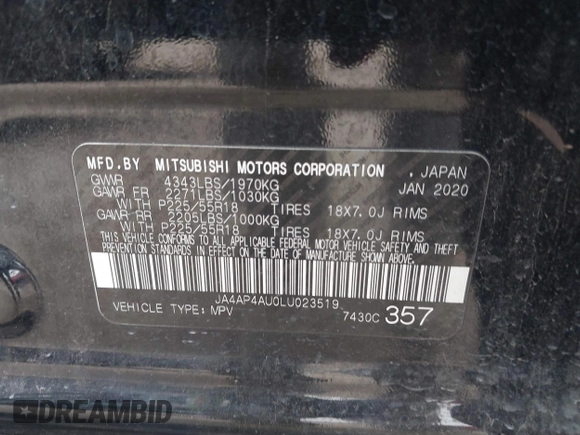 MFD.BY MITSUBISHI MOTORS CORPORATION . JAPAN
GVWR 4343LBS/1970KG JAN 2020
GAWR FR 2271LBS/1030KG
WITH P225/55R18 TIRES 18X7.0J RIMS
GAWR RR 2205LBS/1000KG
WITH P225/55R18 TIRES 18X7.0J RIMS
THIS VEHICLE CONFORMS TO ALL APPLICABLE FEDERAL MOTOR VEHICLE SAFETY AND THEFT
PREVENTION STANDARDS IN EFFECT ON THE DATE OF MANUFACTURE SHOWN ABOVE.
JA4AP4AU0LU023519
VEHICLE TYPE:MPV 7430C 357
DREAMBID